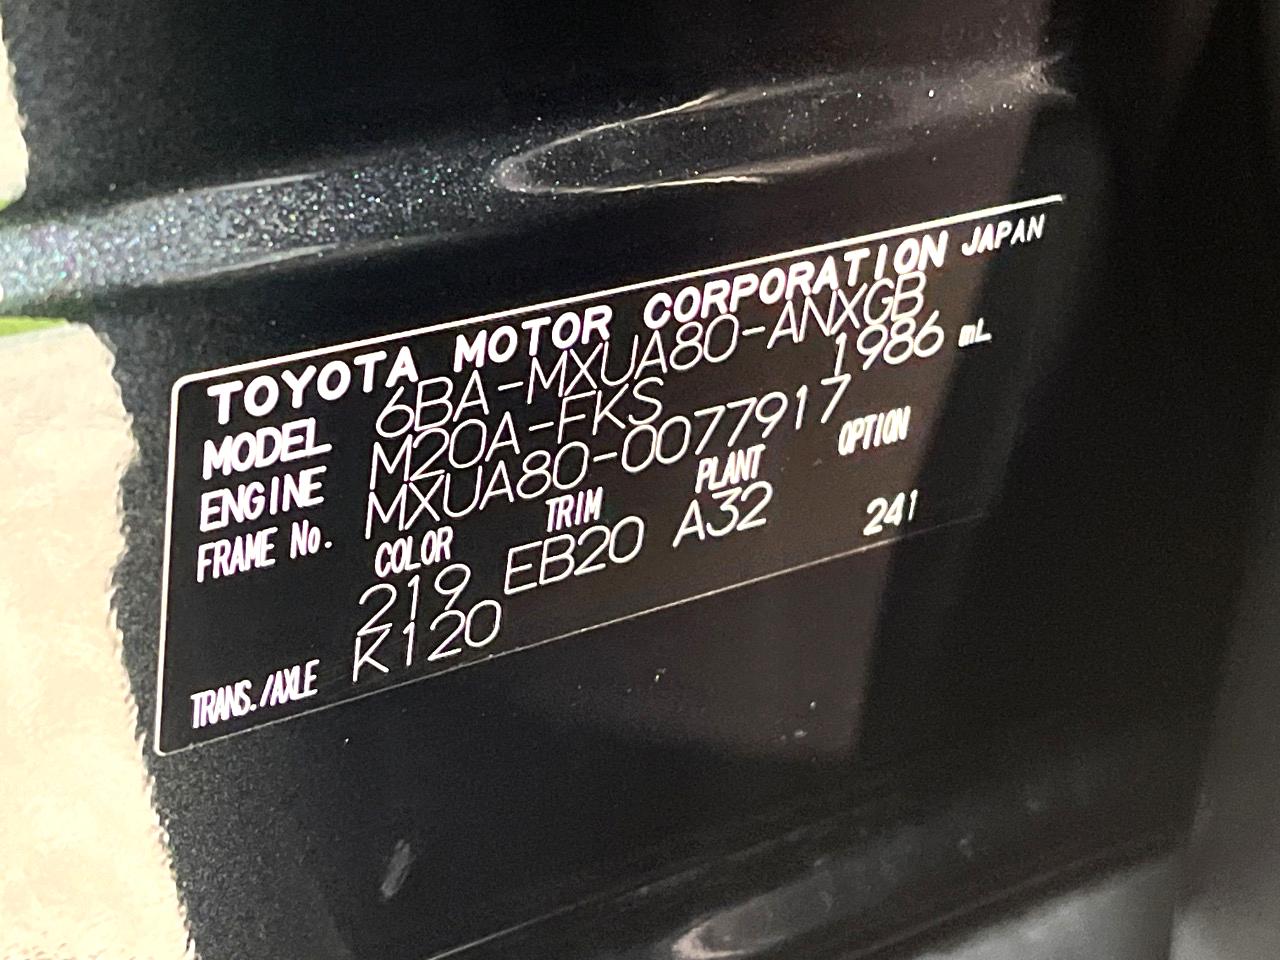 TOYOTA MOTOR CORPORATION JAPAN
MODEL 6BA-MXUA80-ANXGB
ENGINE M20A-FKS 1986 mL
FRAME No. MXUA80-0077917
COLOR TRIM PLANT OPTION
219 EB20 A32 241
TRANS./AXLE K120